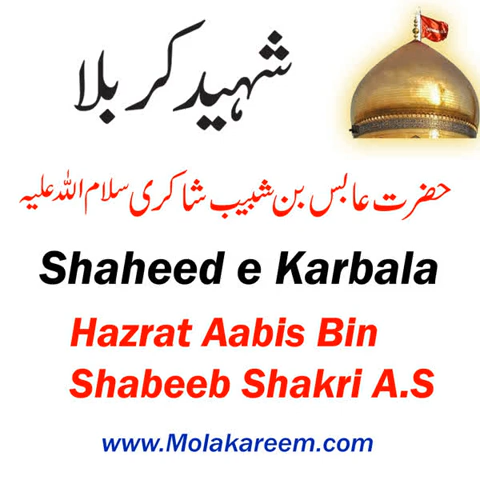 شہید کربلا
حضرت عابس بن شبیب شاکری سلام اللہ علیہ
Shaheed e Karbala
Hazrat Aabis Bin
Shabeeb Shakri A.S
www.Molakareem.com